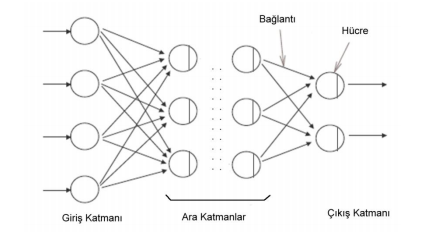 Bağlantı
Hücre
Giriş Katmanı
Ara Katmanlar
Çıkış Katmanı